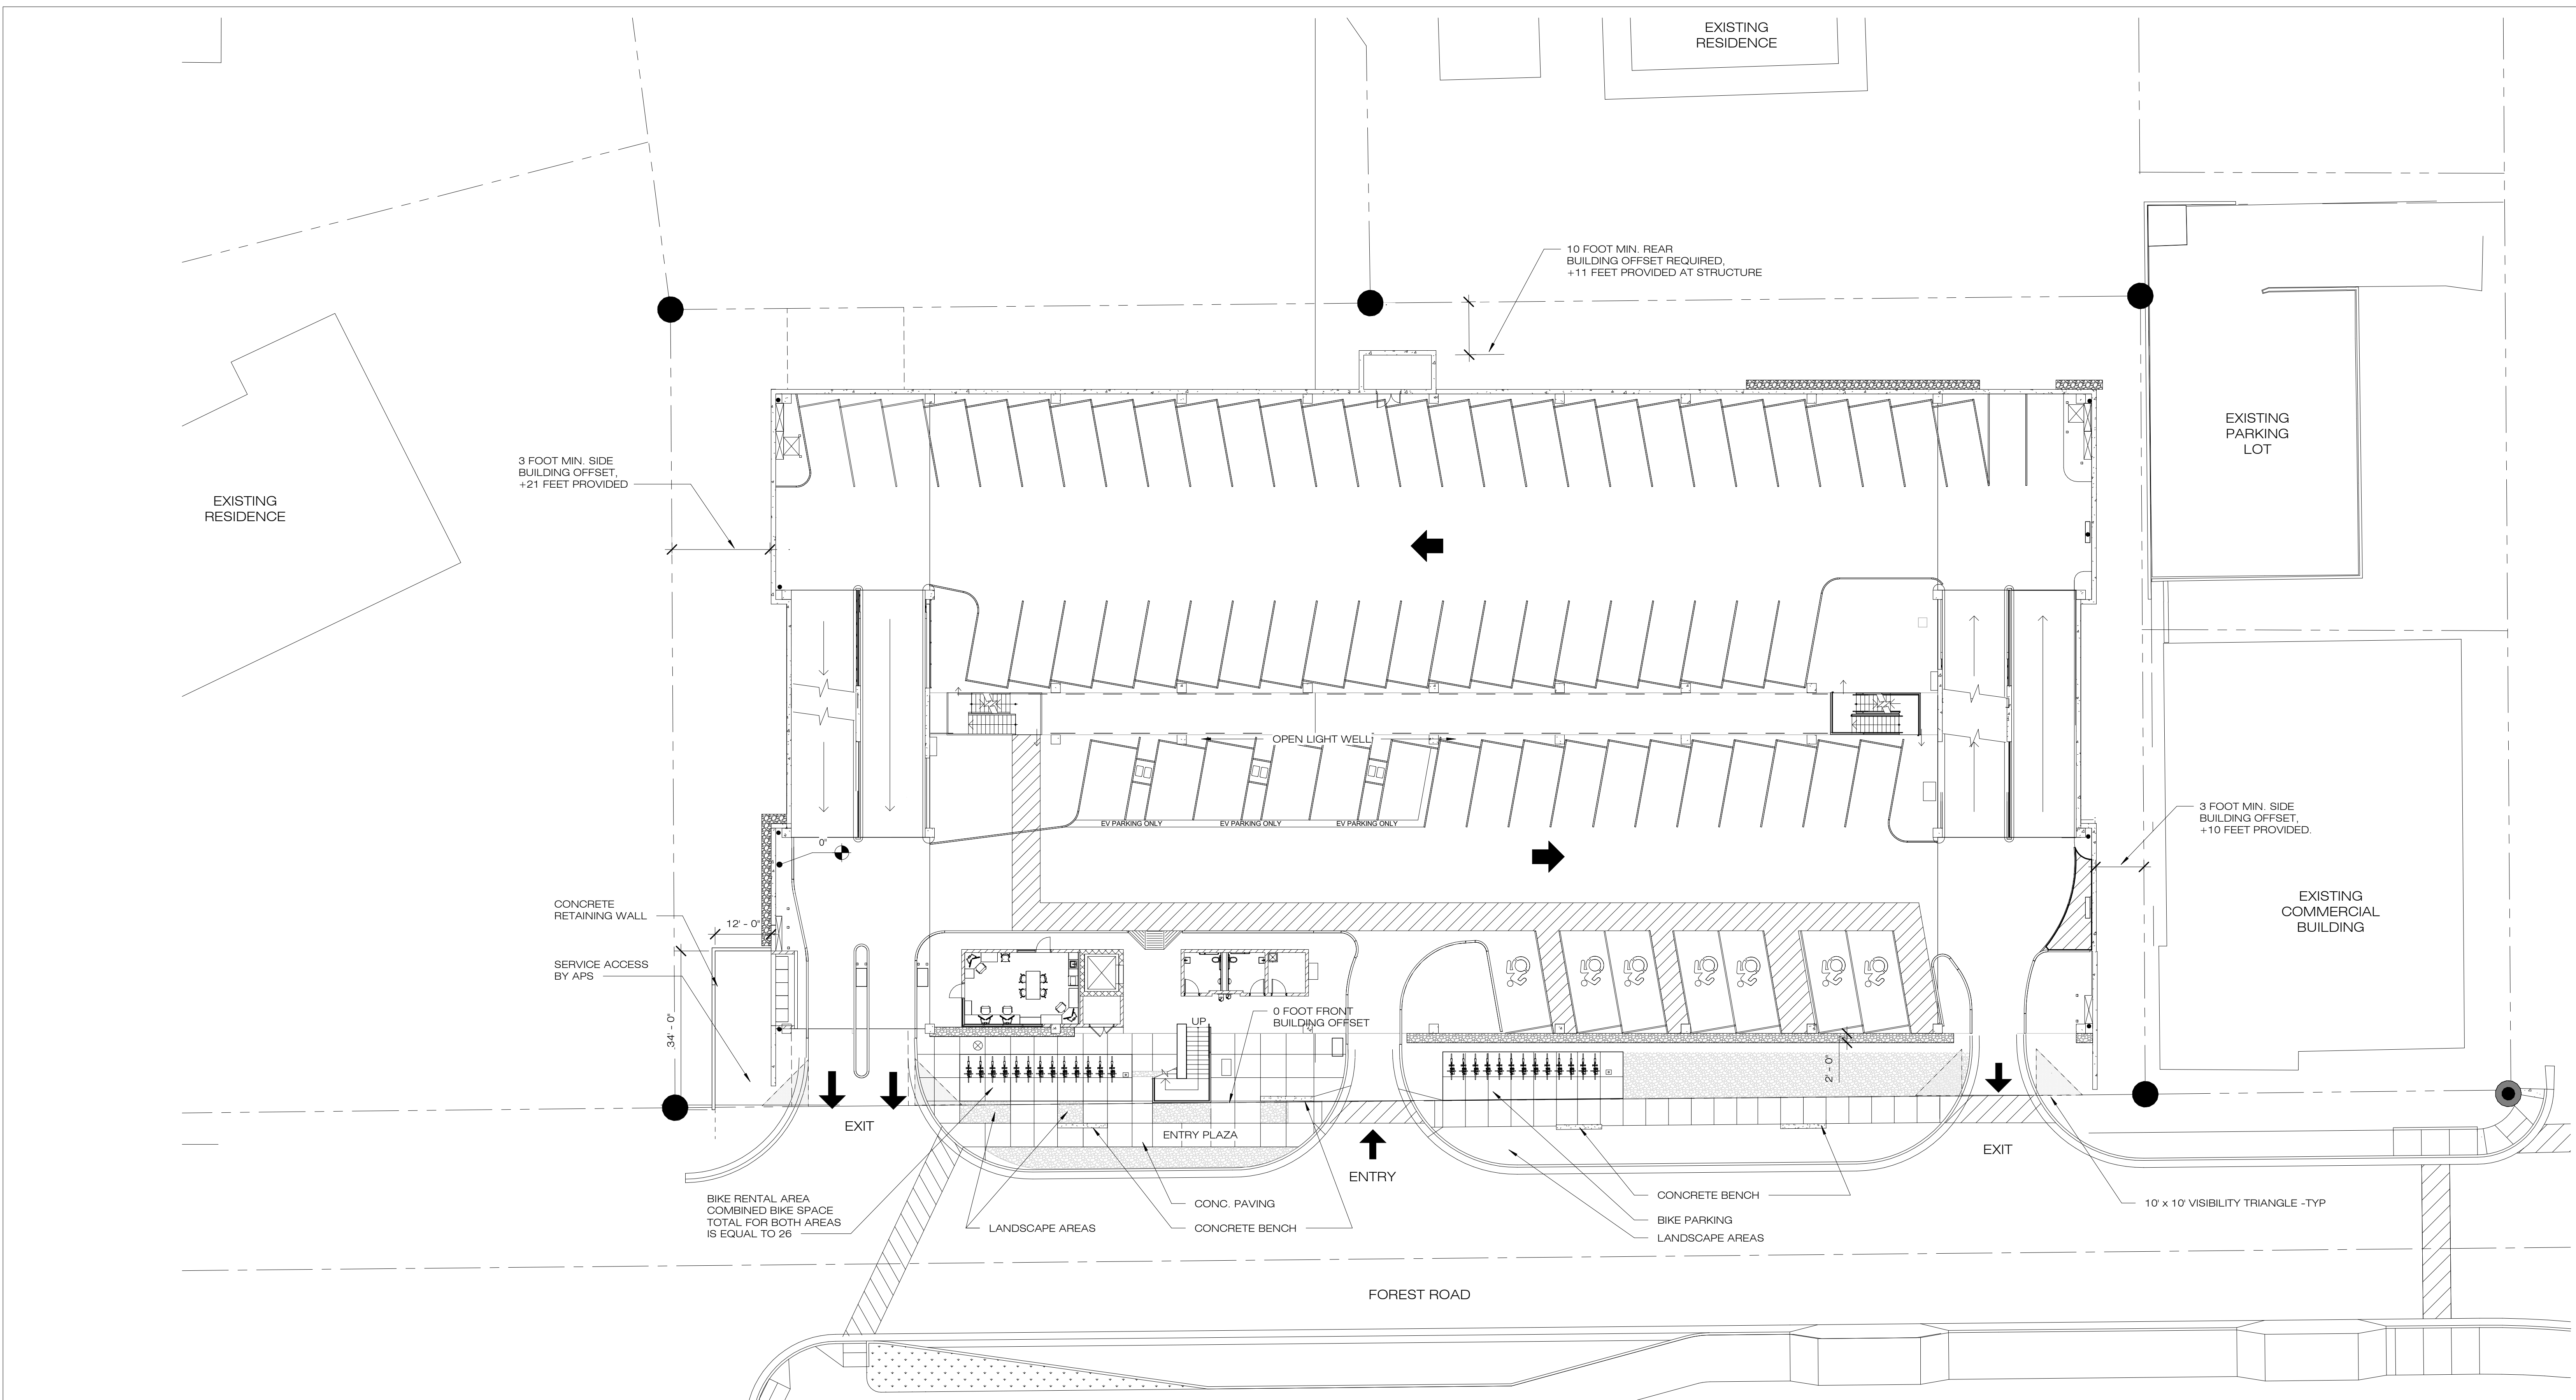 EXISTING
RESIDENCE
10 FOOT MIN. REAR
BUILDING OFFSET REQUIRED,
+11 FEET PROVIDED AT STRUCTURE
EXISTING
PARKING
LOT
3 FOOT MIN. SIDE
BUILDING OFFSET,
+21 FEET PROVIDED
EXISTING
RESIDENCE
OPEN LIGHT WELL
EV PARKING ONLY
EV PARKING ONLY
EV PARKING ONLY
3 FOOT MIN. SIDE
BUILDING OFFSET,
+10 FEET PROVIDED.
0"
EXISTING
COMMERCIAL
BUILDING
CONCRETE
RETAINING WALL
12' - 0"
SERVICE ACCESS
BY APS
34' - 0"
UP
0 FOOT FRONT
BUILDING OFFSET
2' - 0"
EXIT
ENTRY PLAZA
ENTRY
EXIT
BIKE RENTAL AREA
COMBINED BIKE SPACE
TOTAL FOR BOTH AREAS
IS EQUAL TO 26
LANDSCAPE AREAS
CONC. PAVING
CONCRETE BENCH
CONCRETE BENCH
BIKE PARKING
LANDSCAPE AREAS
10' x 10' VISIBILITY TRIANGLE -TYP
FOREST ROAD